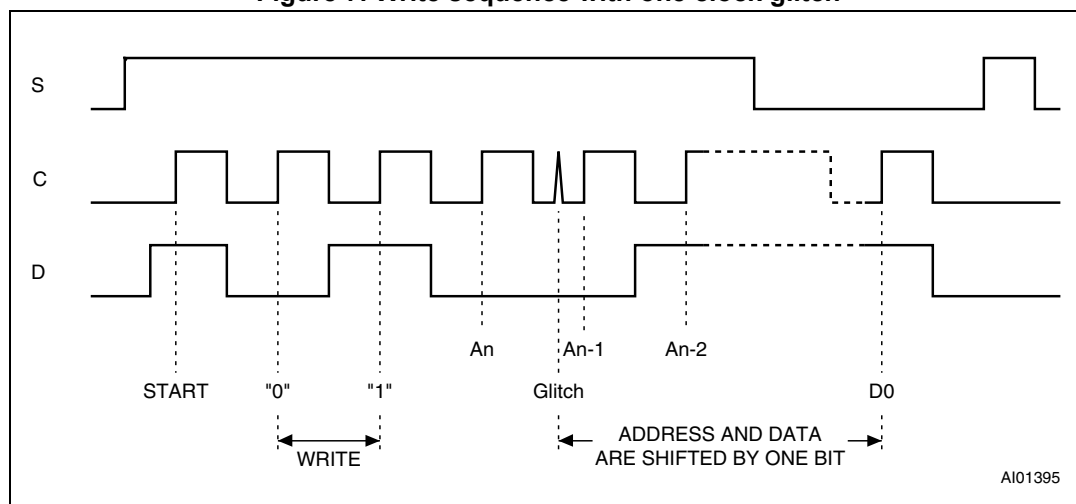 Figure 7. Write sequence with one clock glitch
S
C
D
An An-1 An-2
START "0" "1" Glitch D0
WRITE
ADDRESS AND DATA
ARE SHIFTED BY ONE BIT
AI01395